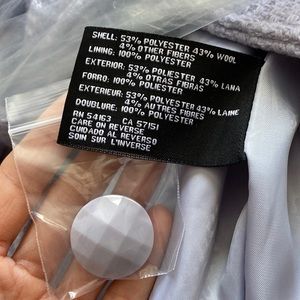 SHELL: 53% POLYESTER 43% WOOL
4% OTHER FIBERS
LINING: 100% POLYESTER
EXTERIOR: 53% POLIESTER 43% LANA
4% OTRAS FIBRAS
FORRO: 100% POLIESTER
EXTERIEUR: 53% POLYESTER 43% LAINE
4% AUTRES FIBRES
DOUBLURE: 100% POLYESTER
RN 54163 CA 57151
CARE ON REVERSE
CUIDADO AL REVERSO
SOIN SUR L'INVERSE